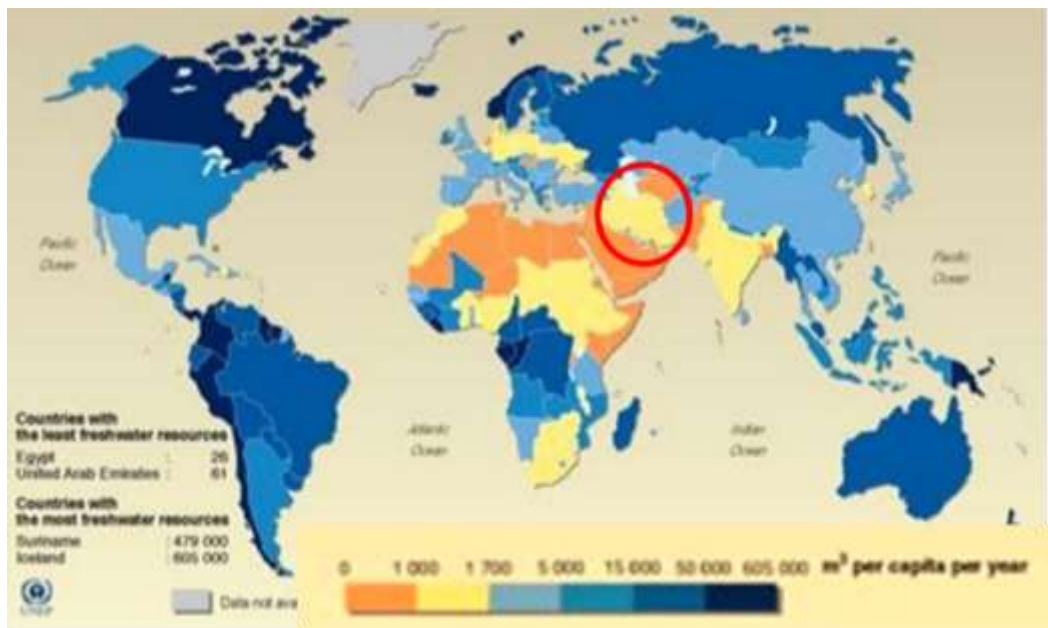 Pacific
Ocean
Pacific
Ocean
Atlantic
Ocean
Indian
Ocean
Countries with
the least freshwater resources
Egypt : 26
United Arab Emirates : 61
Countries with
the most freshwater resources
Suriname : 479 000
Iceland : 605 000
0 1 000 1 700 5 000 15 000 50 000 605 000 m³ per capita per year
Data not ava
UNEP